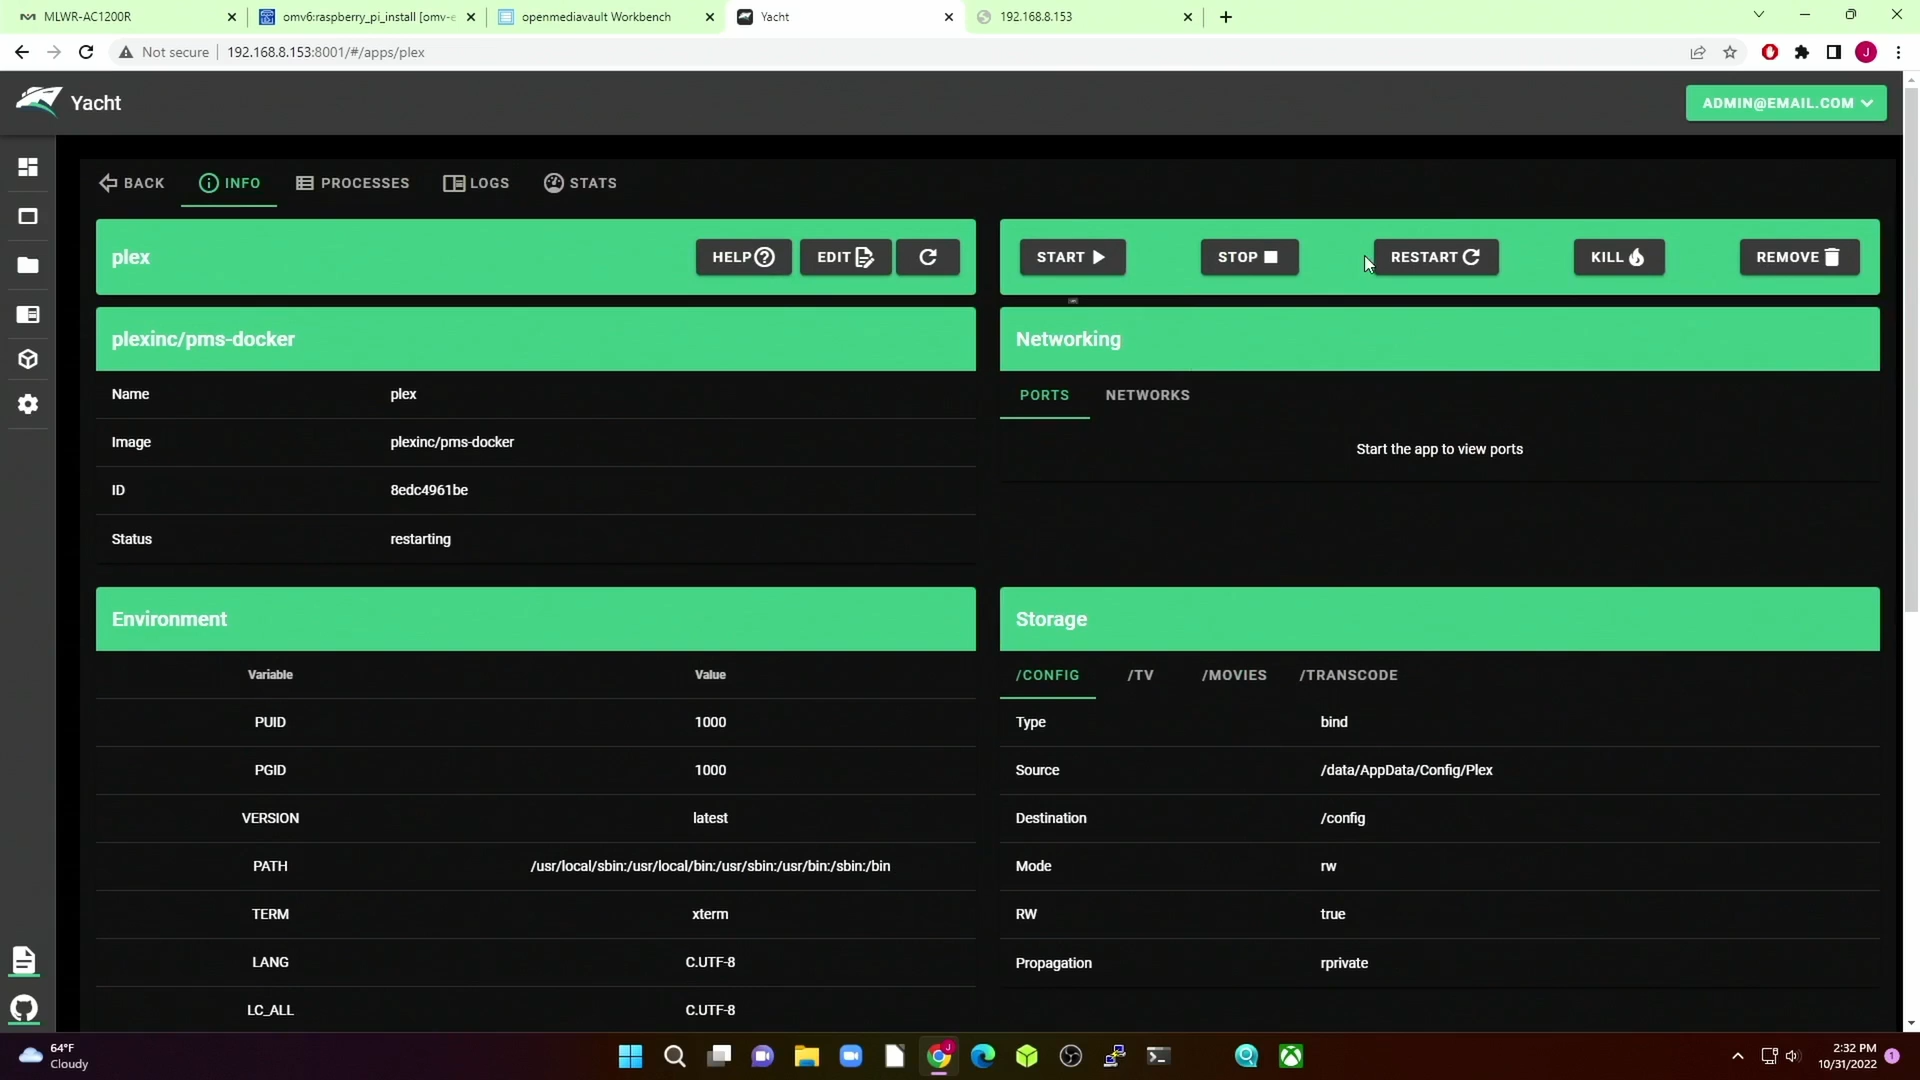 MLWR-AC1200R
omv6:raspberry_pi_install [omv-e
openmediavault Workbench
Yacht
192.168.8.153
Not secure
192.168.8.153:8001/#/apps/plex
J
Yacht
ADMIN@EMAIL.COM
BACK
INFO
PROCESSES
LOGS
STATS
plex
HELP
EDIT
START
STOP
RESTART
KILL
REMOVE
plexinc/pms-docker
Name plex
Image plexinc/pms-docker
ID 8edc4961be
Status restarting
Networking
PORTS NETWORKS
Start the app to view ports
Environment
Variable Value
PUID 1000
PGID 1000
VERSION latest
PATH /usr/local/sbin:/usr/local/bin:/usr/sbin:/usr/bin:/sbin:/bin
TERM xterm
LANG C.UTF-8
LC_ALL C.UTF-8
Storage
/CONFIG /TV /MOVIES /TRANSCODE
Type bind
Source /data/AppData/Config/Plex
Destination /config
Mode rw
RW true
Propagation rprivate
64°F
Cloudy
J
2:32 PM
10/31/2022
1